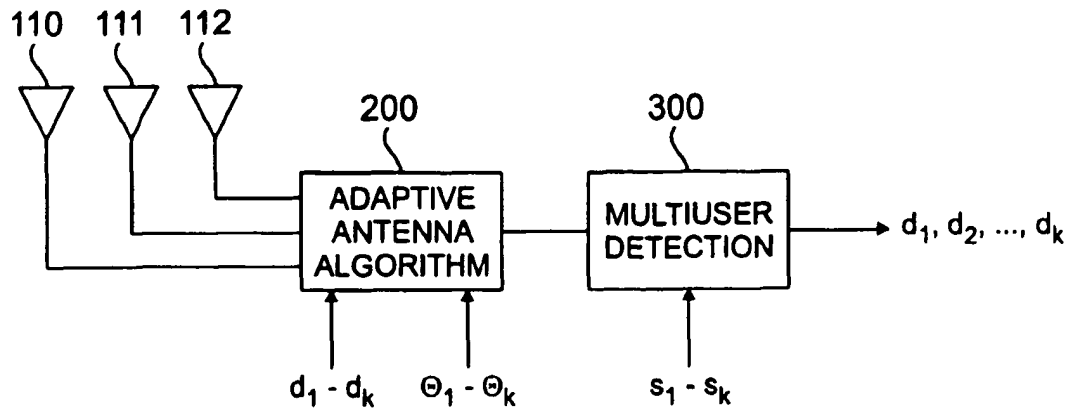 110 111 112
200
300
ADAPTIVE
ANTENNA
ALGORITHM
MULTIUSER
DETECTION
d₁, d₂, ..., dₖ
d₁ - dₖ
Θ₁ - Θₖ
s₁ - sₖ